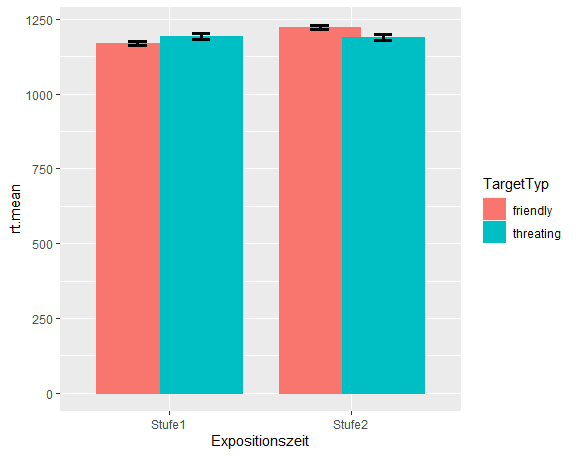 1250
1000
750
500
250
0
rt.mean
Stufe1
Stufe2
Expositionszeit
TargetTyp
friendly
threating